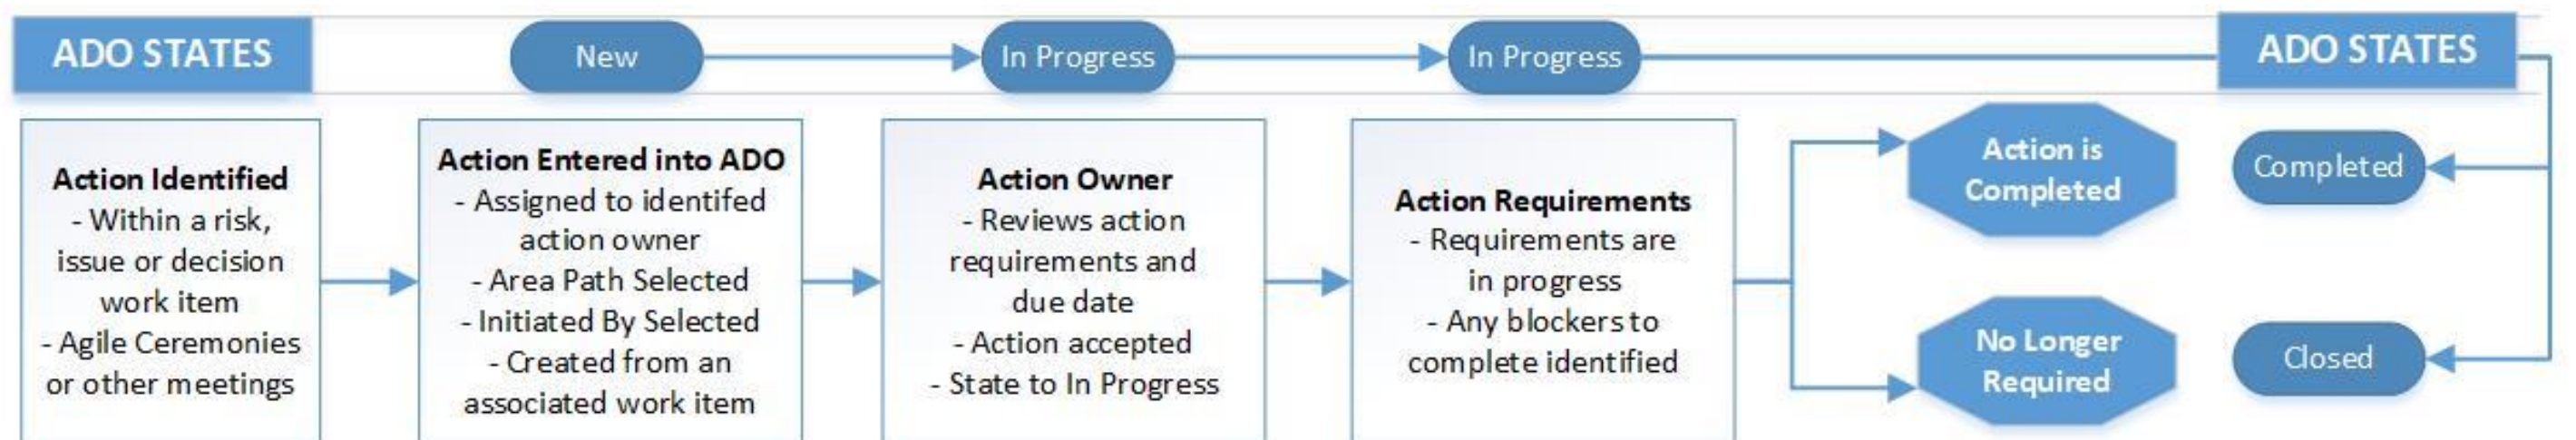 ADO STATES
New
In Progress
In Progress
ADO STATES
Action Identified
- Within a risk,
issue or decision
work item
- Agile Ceremonies
or other meetings
Action Entered into ADO
- Assigned to identifed
action owner
- Area Path Selected
- Initiated By Selected
- Created from an
associated work item
Action Owner
- Reviews action
requirements and
due date
- Action accepted
- State to In Progress
Action Requirements
- Requirements are
in progress
- Any blockers to
complete identified
Action is
Completed
Completed
No Longer
Required
Closed